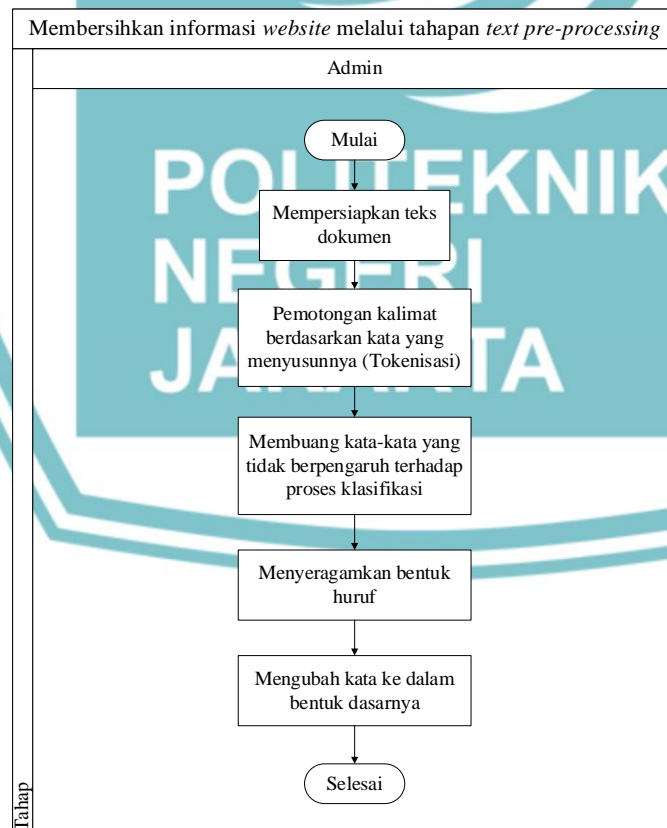 Membersihkan informasi website melalui tahapan text pre-processing
Admin
Mulai
POLITEKNIK
NEGERI
JAKARTA
Mempersiapkan teks
dokumen
Pemotongan kalimat
berdasarkan kata yang
menyusunnya (Tokenisasi)
Membuang kata-kata yang
tidak berpengaruh terhadap
proses klasifikasi
Menyeragamkan bentuk
huruf
Mengubah kata ke dalam
bentuk dasarnya
Selesai
Tahap